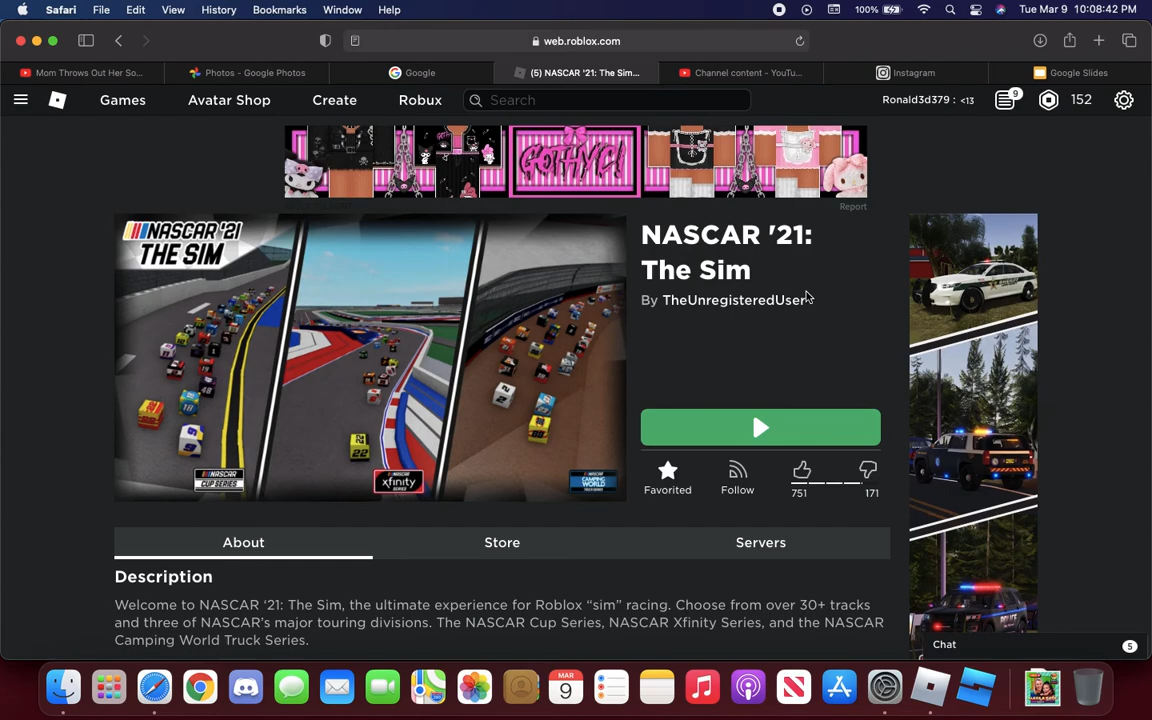 Safari File Edit View History Bookmarks Window Help 100% Tue Mar 9 10:08:42 PM
web.roblox.com
Mom Throws Out Her So... Photos - Google Photos Google (5) NASCAR '21: The Sim... Channel content - YouTu... Instagram Google Slides
Games Avatar Shop Create Robux Search Ronald3d379 : <13 9 152
GOTHYC!
Report
NASCAR '21
THE SIM
NASCAR '21:
The Sim
By TheUnregisteredUser
22
NASCAR
CUP SERIES
NASCAR
xfinity
SERIES
CAMPING
WORLD
Favorited Follow 751 171
About Store Servers
Description
Welcome to NASCAR '21: The Sim, the ultimate experience for Roblox “sim” racing. Choose from over 30+ tracks
and three of NASCAR's major touring divisions. The NASCAR Cup Series, NASCAR Xfinity Series, and the NASCAR
Camping World Truck Series.
Chat 5
MAR
9